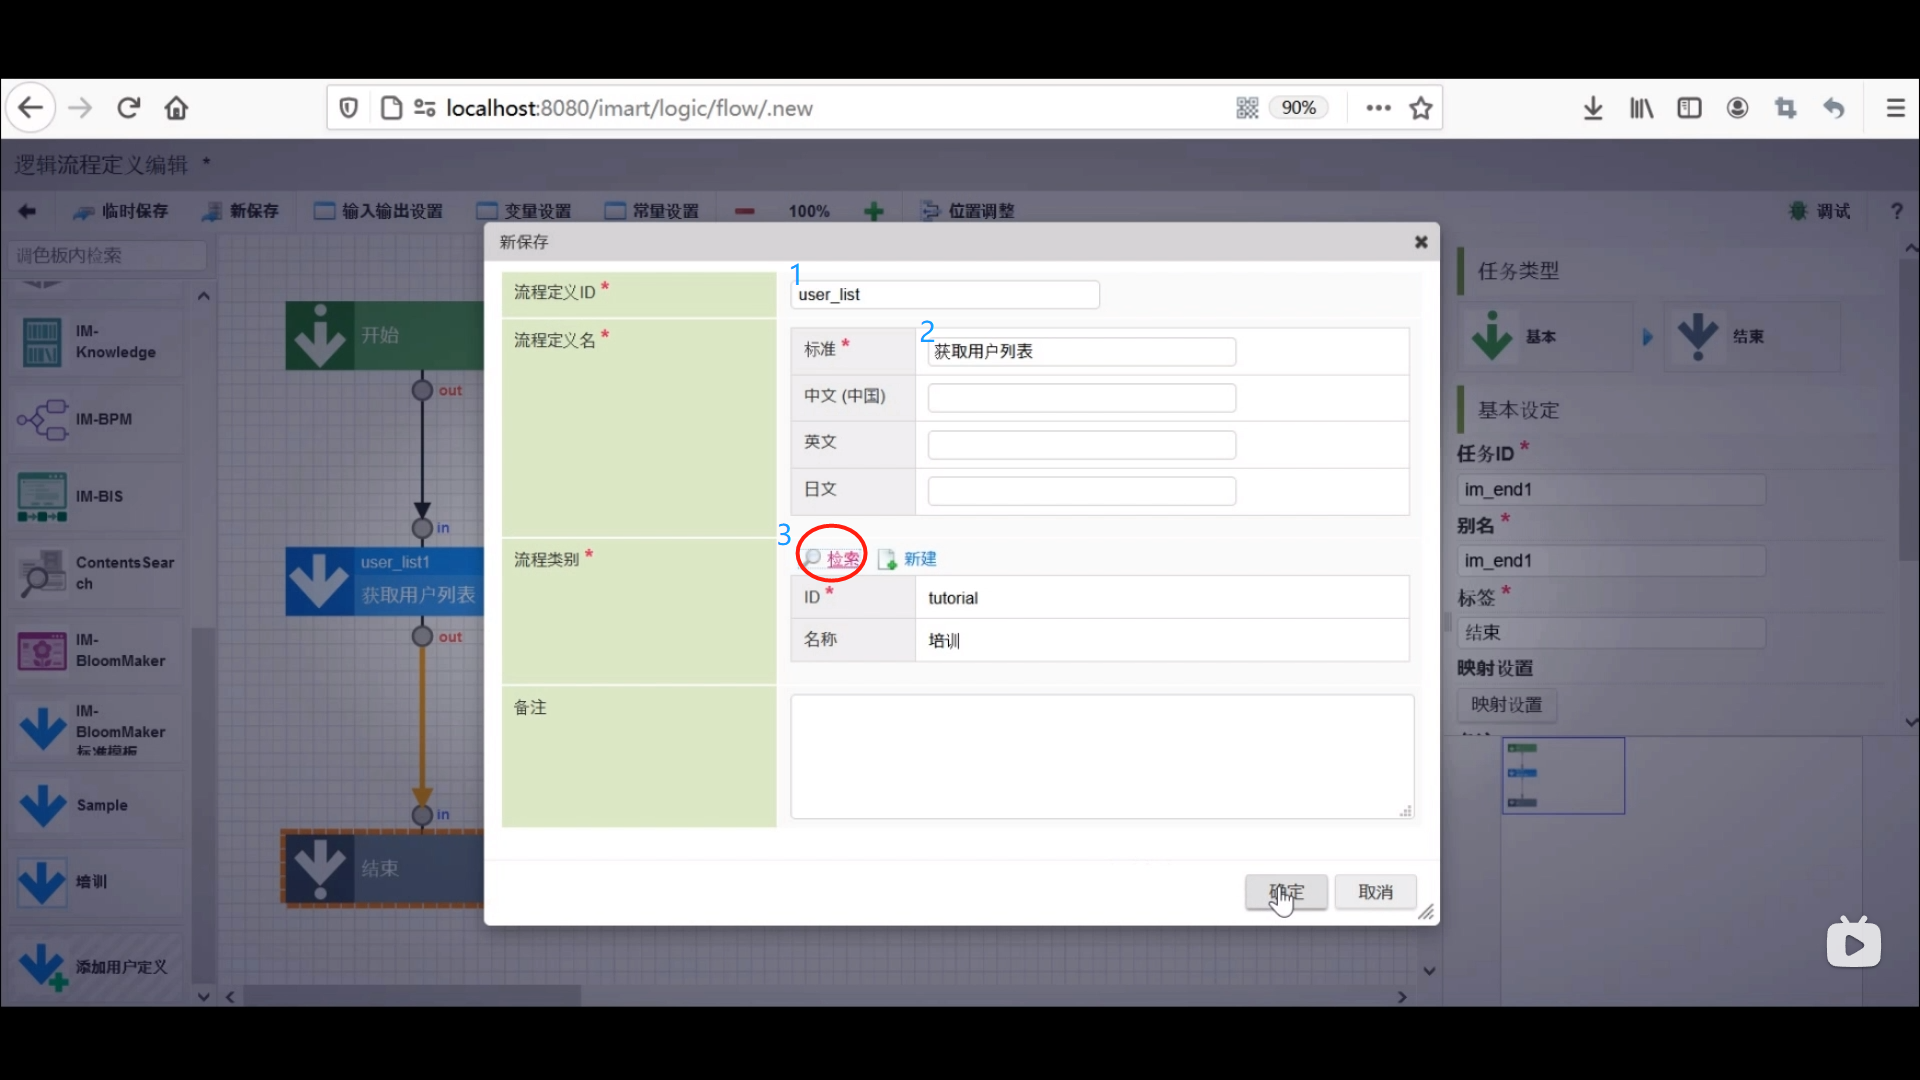 localhost:8080/imart/logic/flow/.new
90%
逻辑流程定义编辑 *
临时保存
新保存
输入输出设置
变量设置
常量设置
100%
位置调整
调试
?
调色板内检索
IM-
Knowledge
IM-BPM
IM-BIS
ContentsSear
ch
IM-
BloomMaker
IM-
BloomMaker
标准模板
Sample
培训
添加用户定义
开始
out
in
user_list1
获取用户列表
out
in
结束
新保存
1
流程定义ID *
user_list
流程定义名 *
2
标准 *
获取用户列表
中文 (中国)
英文
日文
3
流程类别 *
检索
新建
ID *
tutorial
名称
培训
备注
确定
取消
任务类型
基本
结束
基本设定
任务ID *
im_end1
别名 *
im_end1
标签 *
结束
映射设置
映射设置